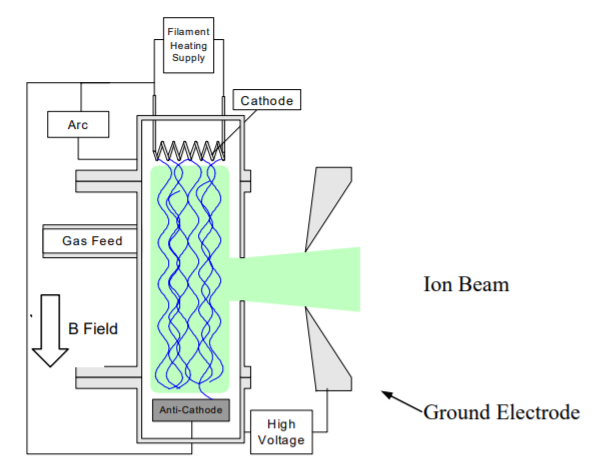 Filament
Heating
Supply
Cathode
Arc
Gas Feed
B Field
Ion Beam
Anti-Cathode
High
Voltage
Ground Electrode